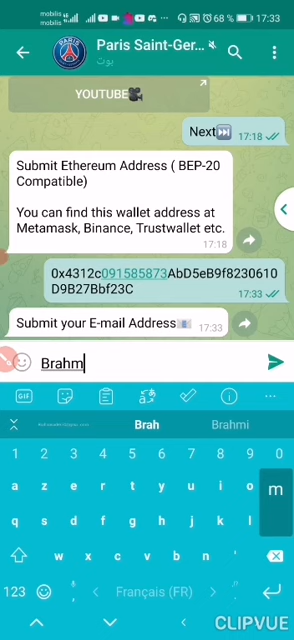 mobilis
mobilis
68 %
17:33
Paris Saint-Ger...
بوت
YOUTUBE🎥
Next⏭
17:18
Submit Ethereum Address ( BEP-20
Compatible)
You can find this wallet address at
Metamask, Binance, Trustwallet etc.
17:18
0x4312c091585873AbD5eB9f8230610
D9B27Bbf23C
17:33
Submit your E-mail Address📧
17:33
Brahm
GIF
Brah
Brahmi
1 2 3 4 5 6 7 8 9 0
a z e r t y u i o m
q s d f g h j k l
w x c v b n '
123
Français (FR)
CLIPVUE